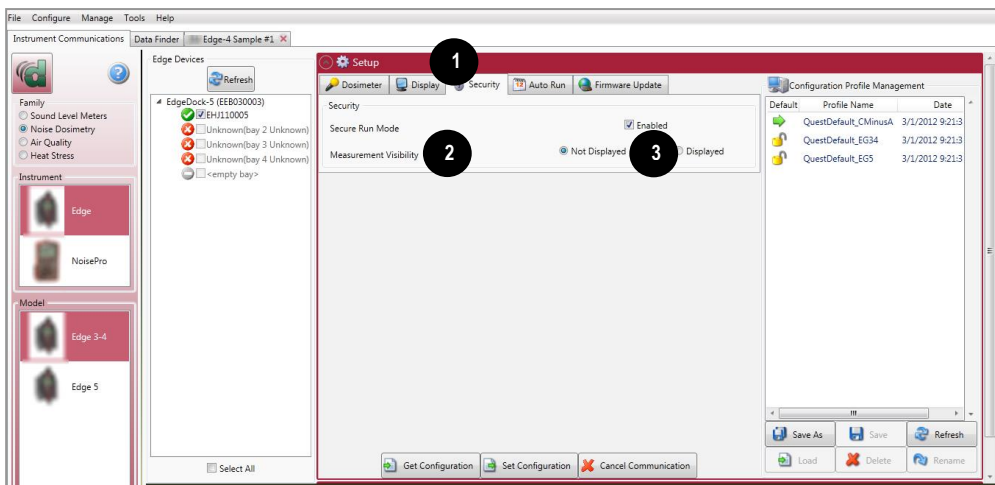 File Configure Manage Tools Help
Instrument Communications Data Finder Edge-4 Sample #1
Family
Sound Level Meters
Noise Dosimetry
Air Quality
Heat Stress
Instrument
Edge
NoisePro
Model
Edge 3-4
Edge 5
Edge Devices
Refresh
EdgeDock-5 (EEB030003)
EHJ110005
Unknown(bay 2 Unknown)
Unknown(bay 3 Unknown)
Unknown(bay 4 Unknown)
<empty bay>
Select All
Setup
1
Dosimeter Display Security Auto Run Firmware Update
Security
Secure Run Mode Enabled
Measurement Visibility 2 Not Displayed 3 Displayed
Get Configuration Set Configuration Cancel Communication
Configuration Profile Management
Default Profile Name Date
QuestDefault_CMinusA 3/1/2012 9:21:3
QuestDefault_EG34 3/1/2012 9:21:3
QuestDefault_EG5 3/1/2012 9:21:3
Save As Save Refresh
Load Delete Rename